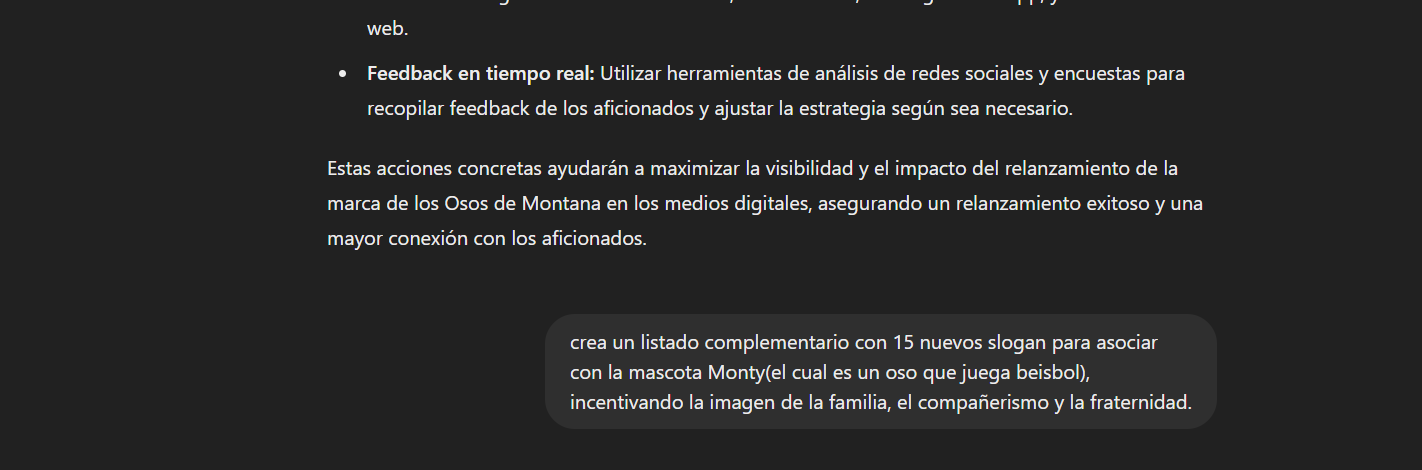 web.
Feedback en tiempo real: Utilizar herramientas de análisis de redes sociales y encuestas para
recopilar feedback de los aficionados y ajustar la estrategia según sea necesario.
Estas acciones concretas ayudarán a maximizar la visibilidad y el impacto del relanzamiento de la
marca de los Osos de Montana en los medios digitales, asegurando un relanzamiento exitoso y una
mayor conexión con los aficionados.
crea un listado complementario con 15 nuevos slogan para asociar
con la mascota Monty(el cual es un oso que juega beisbol),
incentivando la imagen de la familia, el compañerismo y la fraternidad.